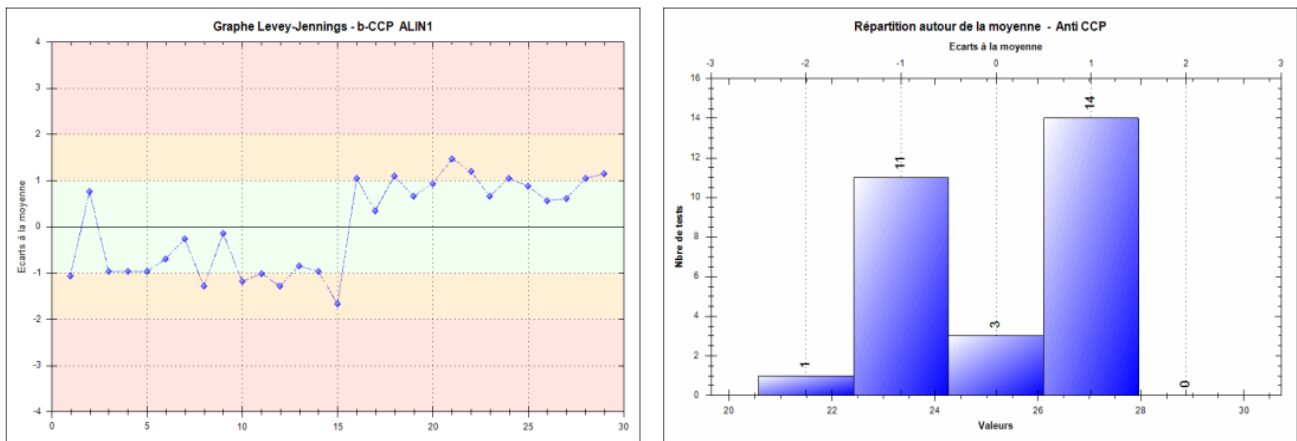 Graphe Levey-Jennings - b-CCP ALIN1
Ecarts à la moyenne
4
3
2
1
0
-1
-2
-3
-4
0 5 10 15 20 25 30
Répartition autour de la moyenne - Anti CCP
Ecarts à la moyenne
-3 -2 -1 0 1 2 3
Nbre de tests
16
14
12
10
8
6
4
2
0
1 11 3 14 0
20 22 24 26 28 30
Valeurs